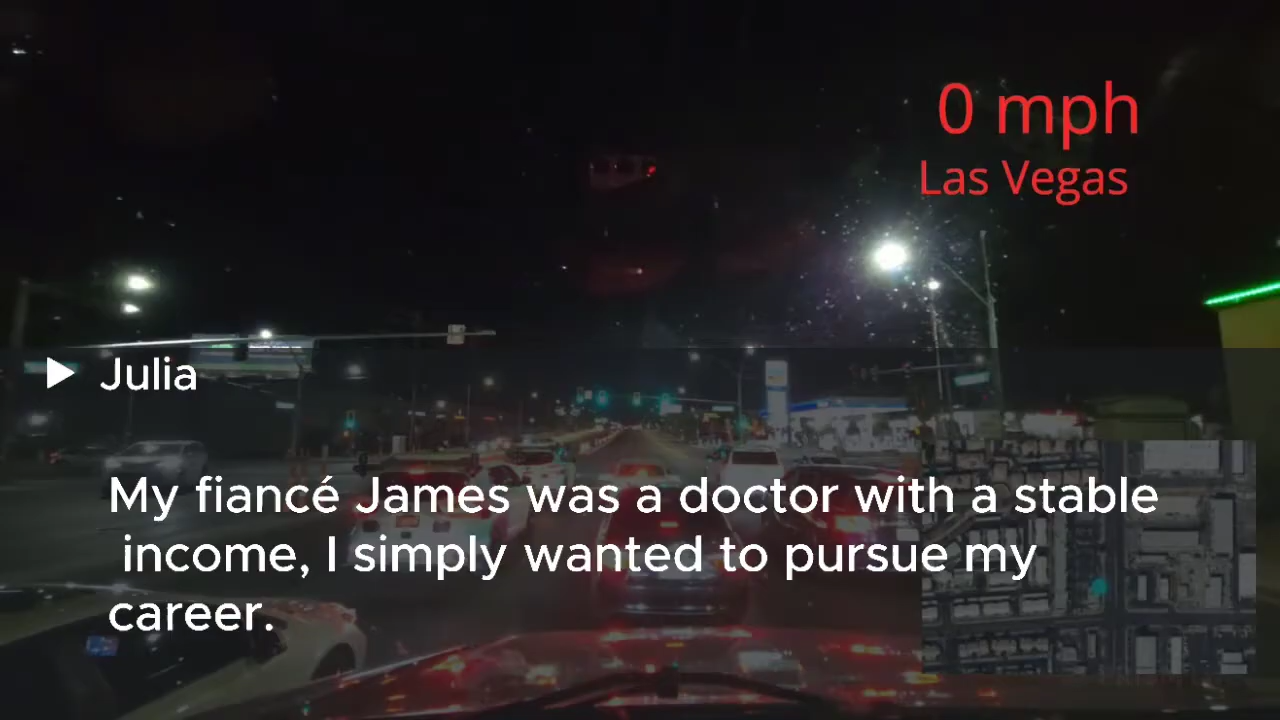 0 mph
Las Vegas
Julia
My fiancé James was a doctor with a stable
income, I simply wanted to pursue my
career.